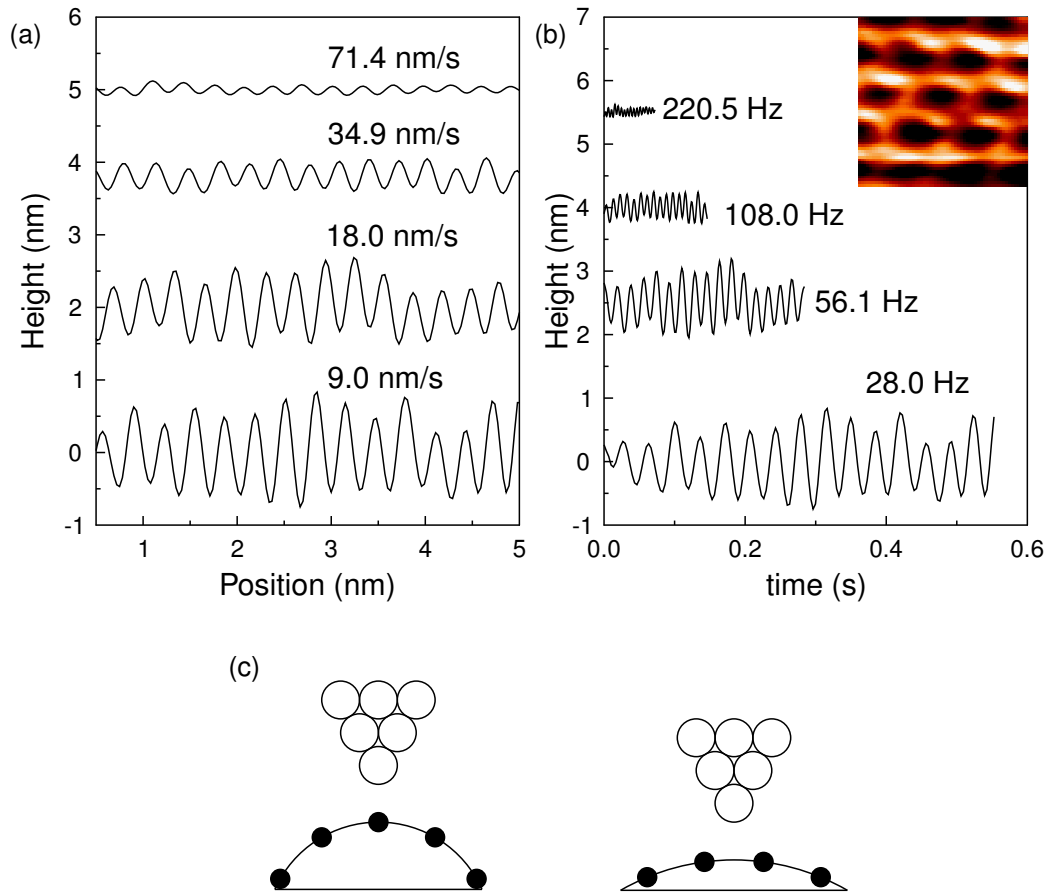 (a)
6
5
4
3
2
1
0
-1
Height (nm)
71.4 nm/s
34.9 nm/s
18.0 nm/s
9.0 nm/s
1 2 3 4 5
Position (nm)
(b)
7
6
5
4
3
2
1
0
-1
Height (nm)
220.5 Hz
108.0 Hz
56.1 Hz
28.0 Hz
0.0 0.2 0.4 0.6
time (s)
(c)